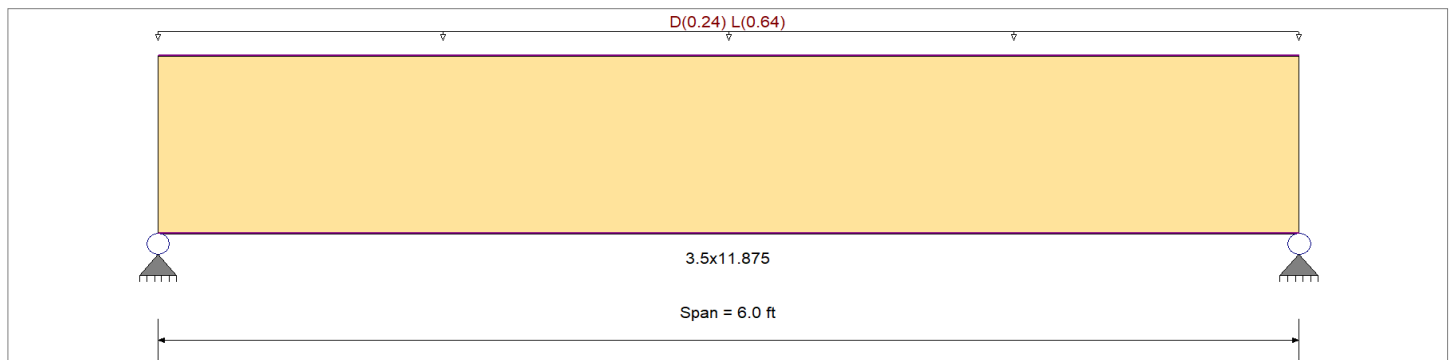 D(0.24) L(0.64)
3.5x11.875
Span = 6.0 ft